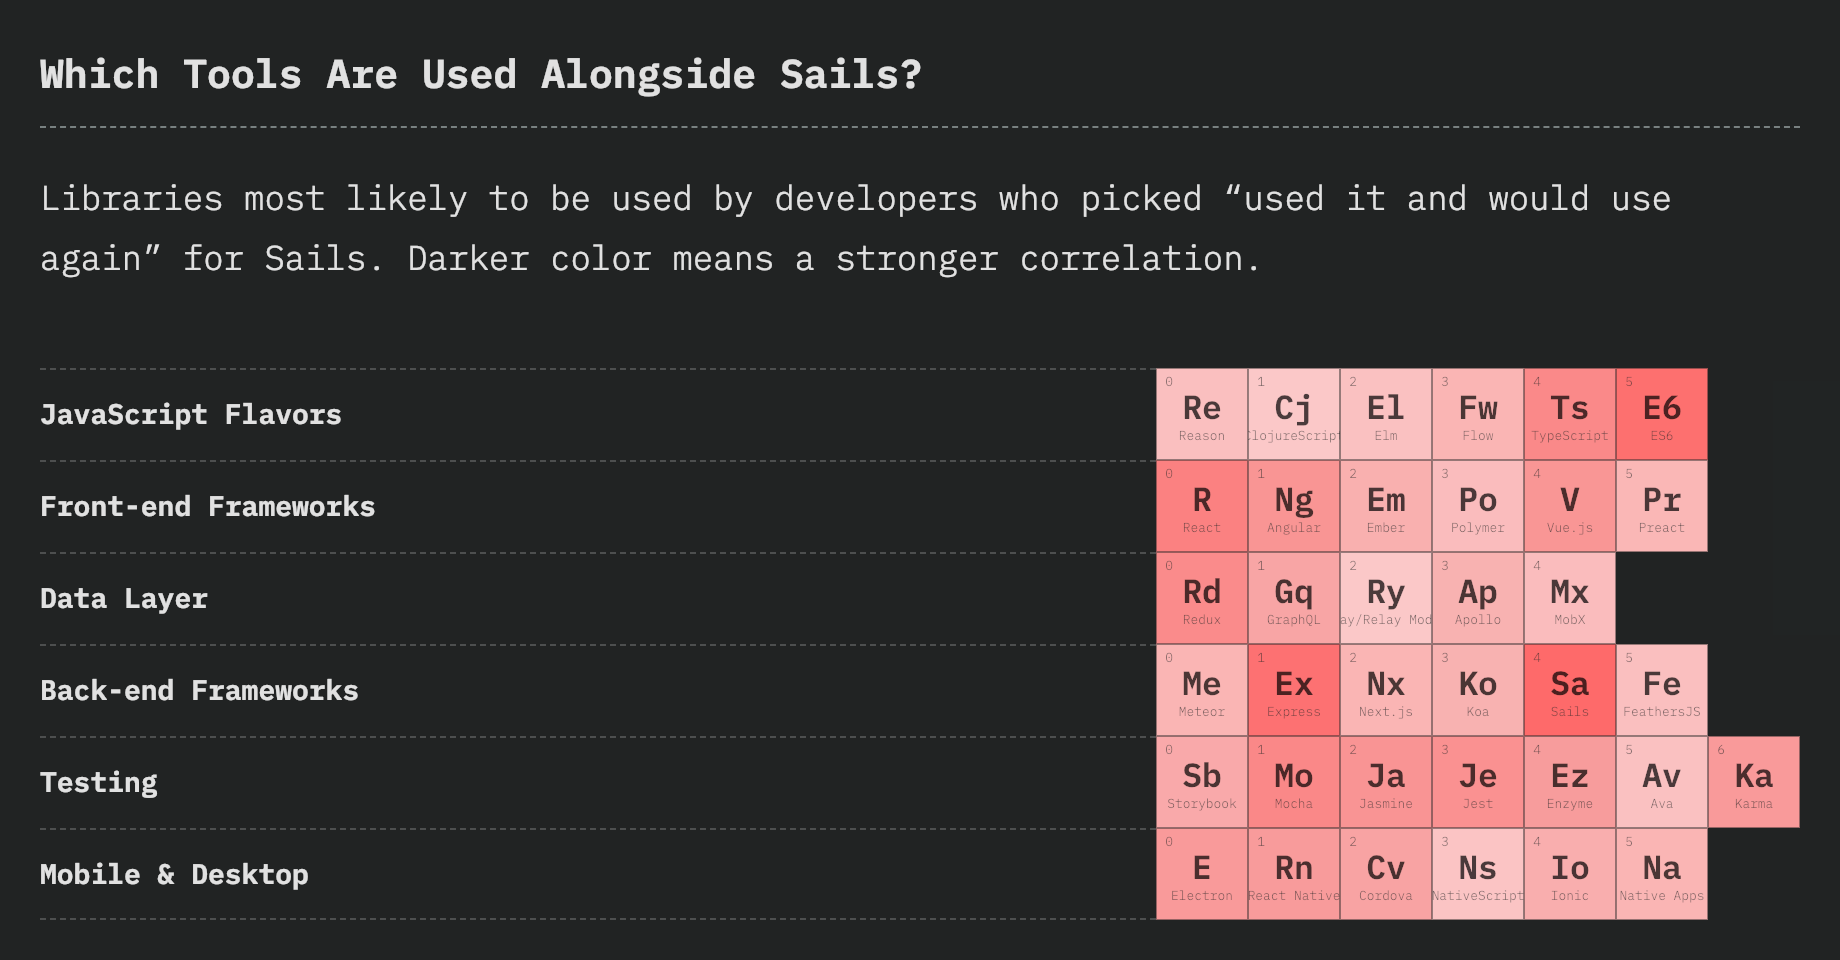 Which Tools Are Used Alongside Sails?
Libraries most likely to be used by developers who picked “used it and would use
again” for Sails. Darker color means a stronger correlation.
JavaScript Flavors
0 1 2 3 4 5
Re Cj El Fw Ts E6
Reason ClojureScript Elm Flow TypeScript ES6
Front-end Frameworks
0 1 2 3 4 5
R Ng Em Po V Pr
React Angular Ember Polymer Vue.js Preact
Data Layer
0 1 2 3 4
Rd Gq Ry Ap Mx
Redux GraphQL ay/Relay Mod Apollo MobX
Back-end Frameworks
0 1 2 3 4 5
Me Ex Nx Ko Sa Fe
Meteor Express Next.js Koa Sails FeathersJS
Testing
0 1 2 3 4 5 6
Sb Mo Ja Je Ez Av Ka
Storybook Mocha Jasmine Jest Enzyme Ava Karma
Mobile & Desktop
0 1 2 3 4 5
E Rn Cv Ns Io Na
Electron React Native Cordova NativeScript Ionic Native Apps